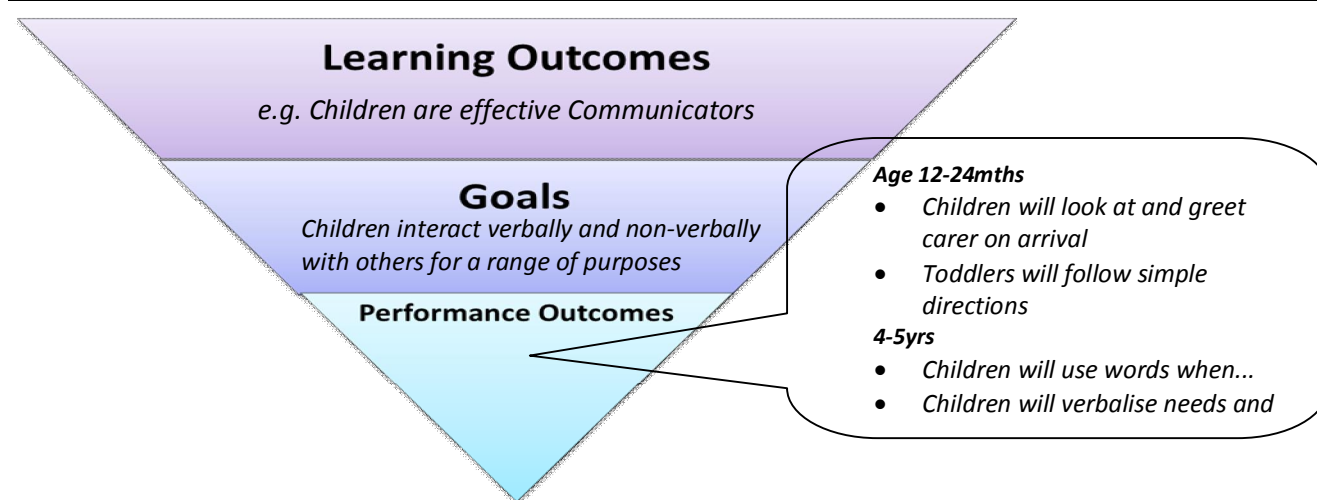 Learning Outcomes
e.g. Children are effective Communicators
Goals
Children interact verbally and non-verbally
with others for a range of purposes
Performance Outcomes
Age 12-24mths
• Children will look at and greet
carer on arrival
• Toddlers will follow simple
directions
4-5yrs
• Children will use words when...
• Children will verbalise needs and